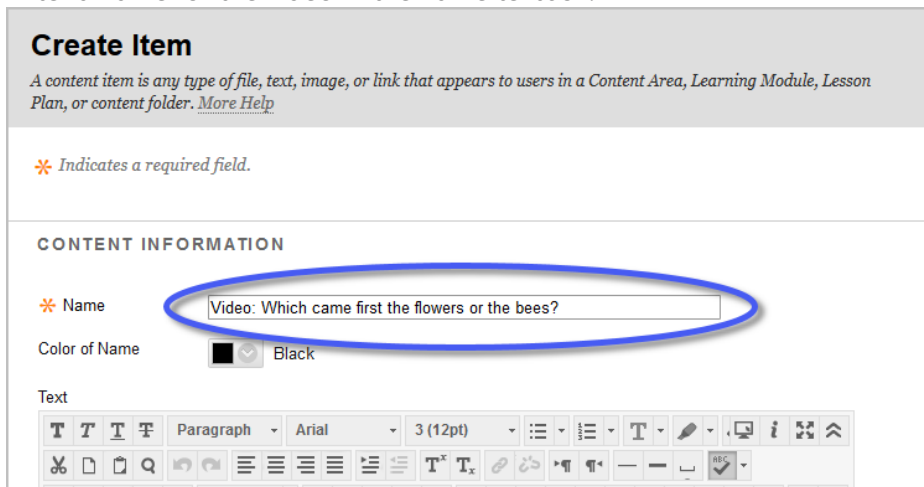 Create Item
A content item is any type of file, text, image, or link that appears to users in a Content Area, Learning Module, Lesson
Plan, or content folder. More Help
Indicates a required field.
CONTENT INFORMATION
Name Video: Which came first the flowers or the bees?
Color of Name Black
Text
T T T T Paragraph Arial 3 (12pt) T i
T x T x ¶ ¶ ABC